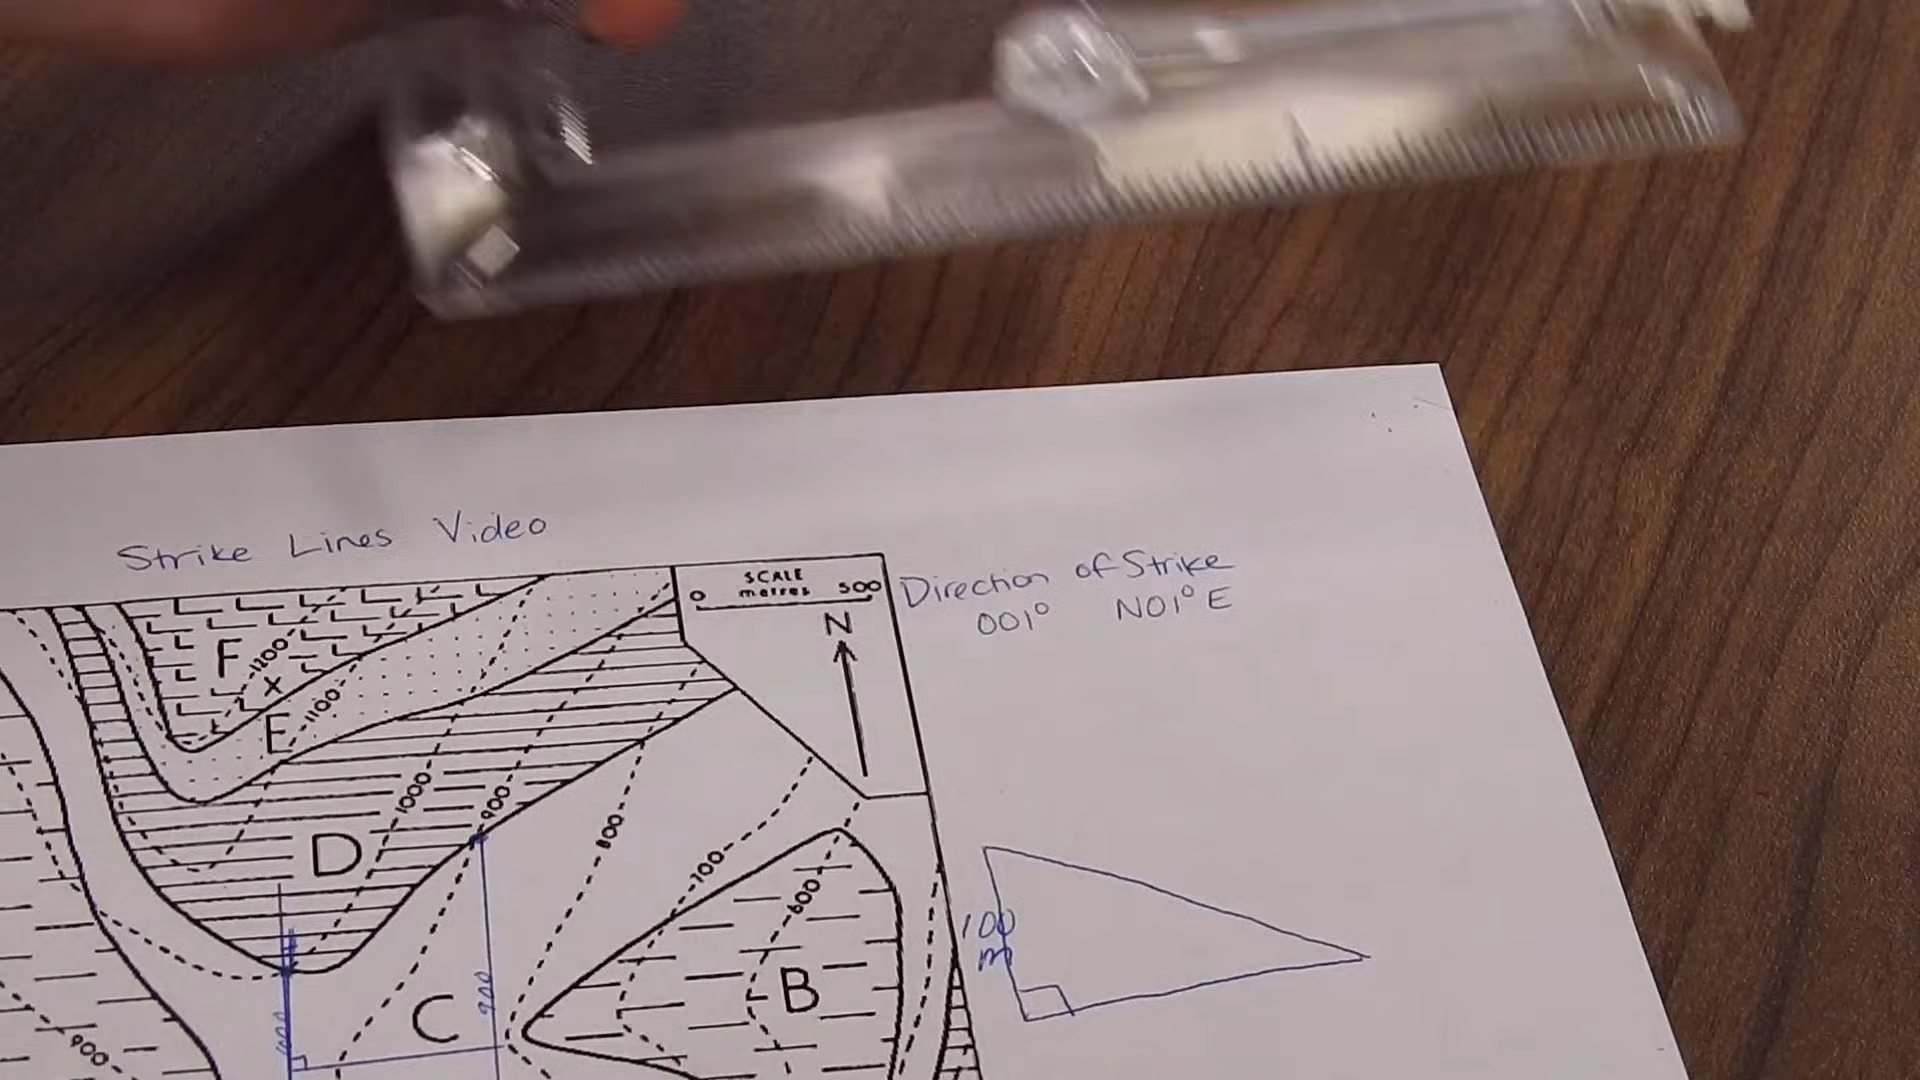 Strike Lines Video
SCALE
metres
0 500
N
Direction of Strike
001° N01°E
F
1200
X
E
1100
D
1000
900
800
700
600
B
C
900
900
100
m